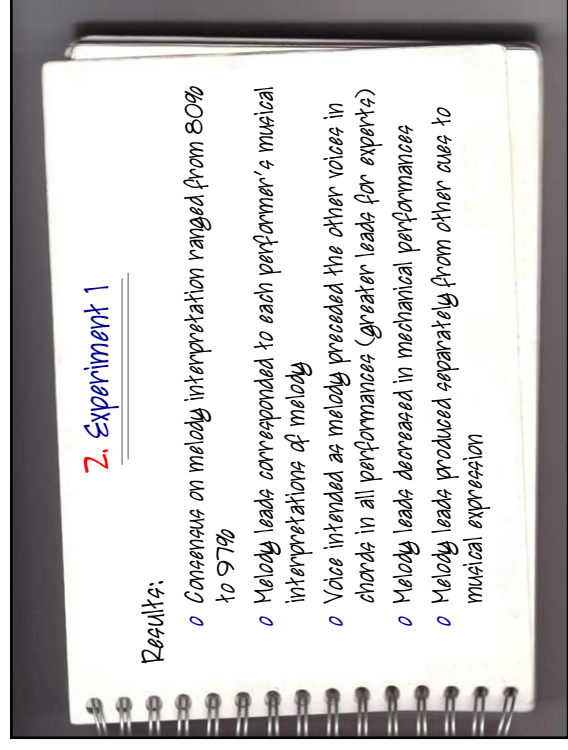 2. Experiment 1
Results:
o Consensus on melody interpretation ranged from 80%
to 97%
o Melody leads corresponded to each performer's musical
interpretations of melody
o Voice intended as melody preceded the other voices in
chords in all performances (greater leads for experts)
o Melody leads decreased in mechanical performances
o Melody leads produced separately from other cues to
musical expression